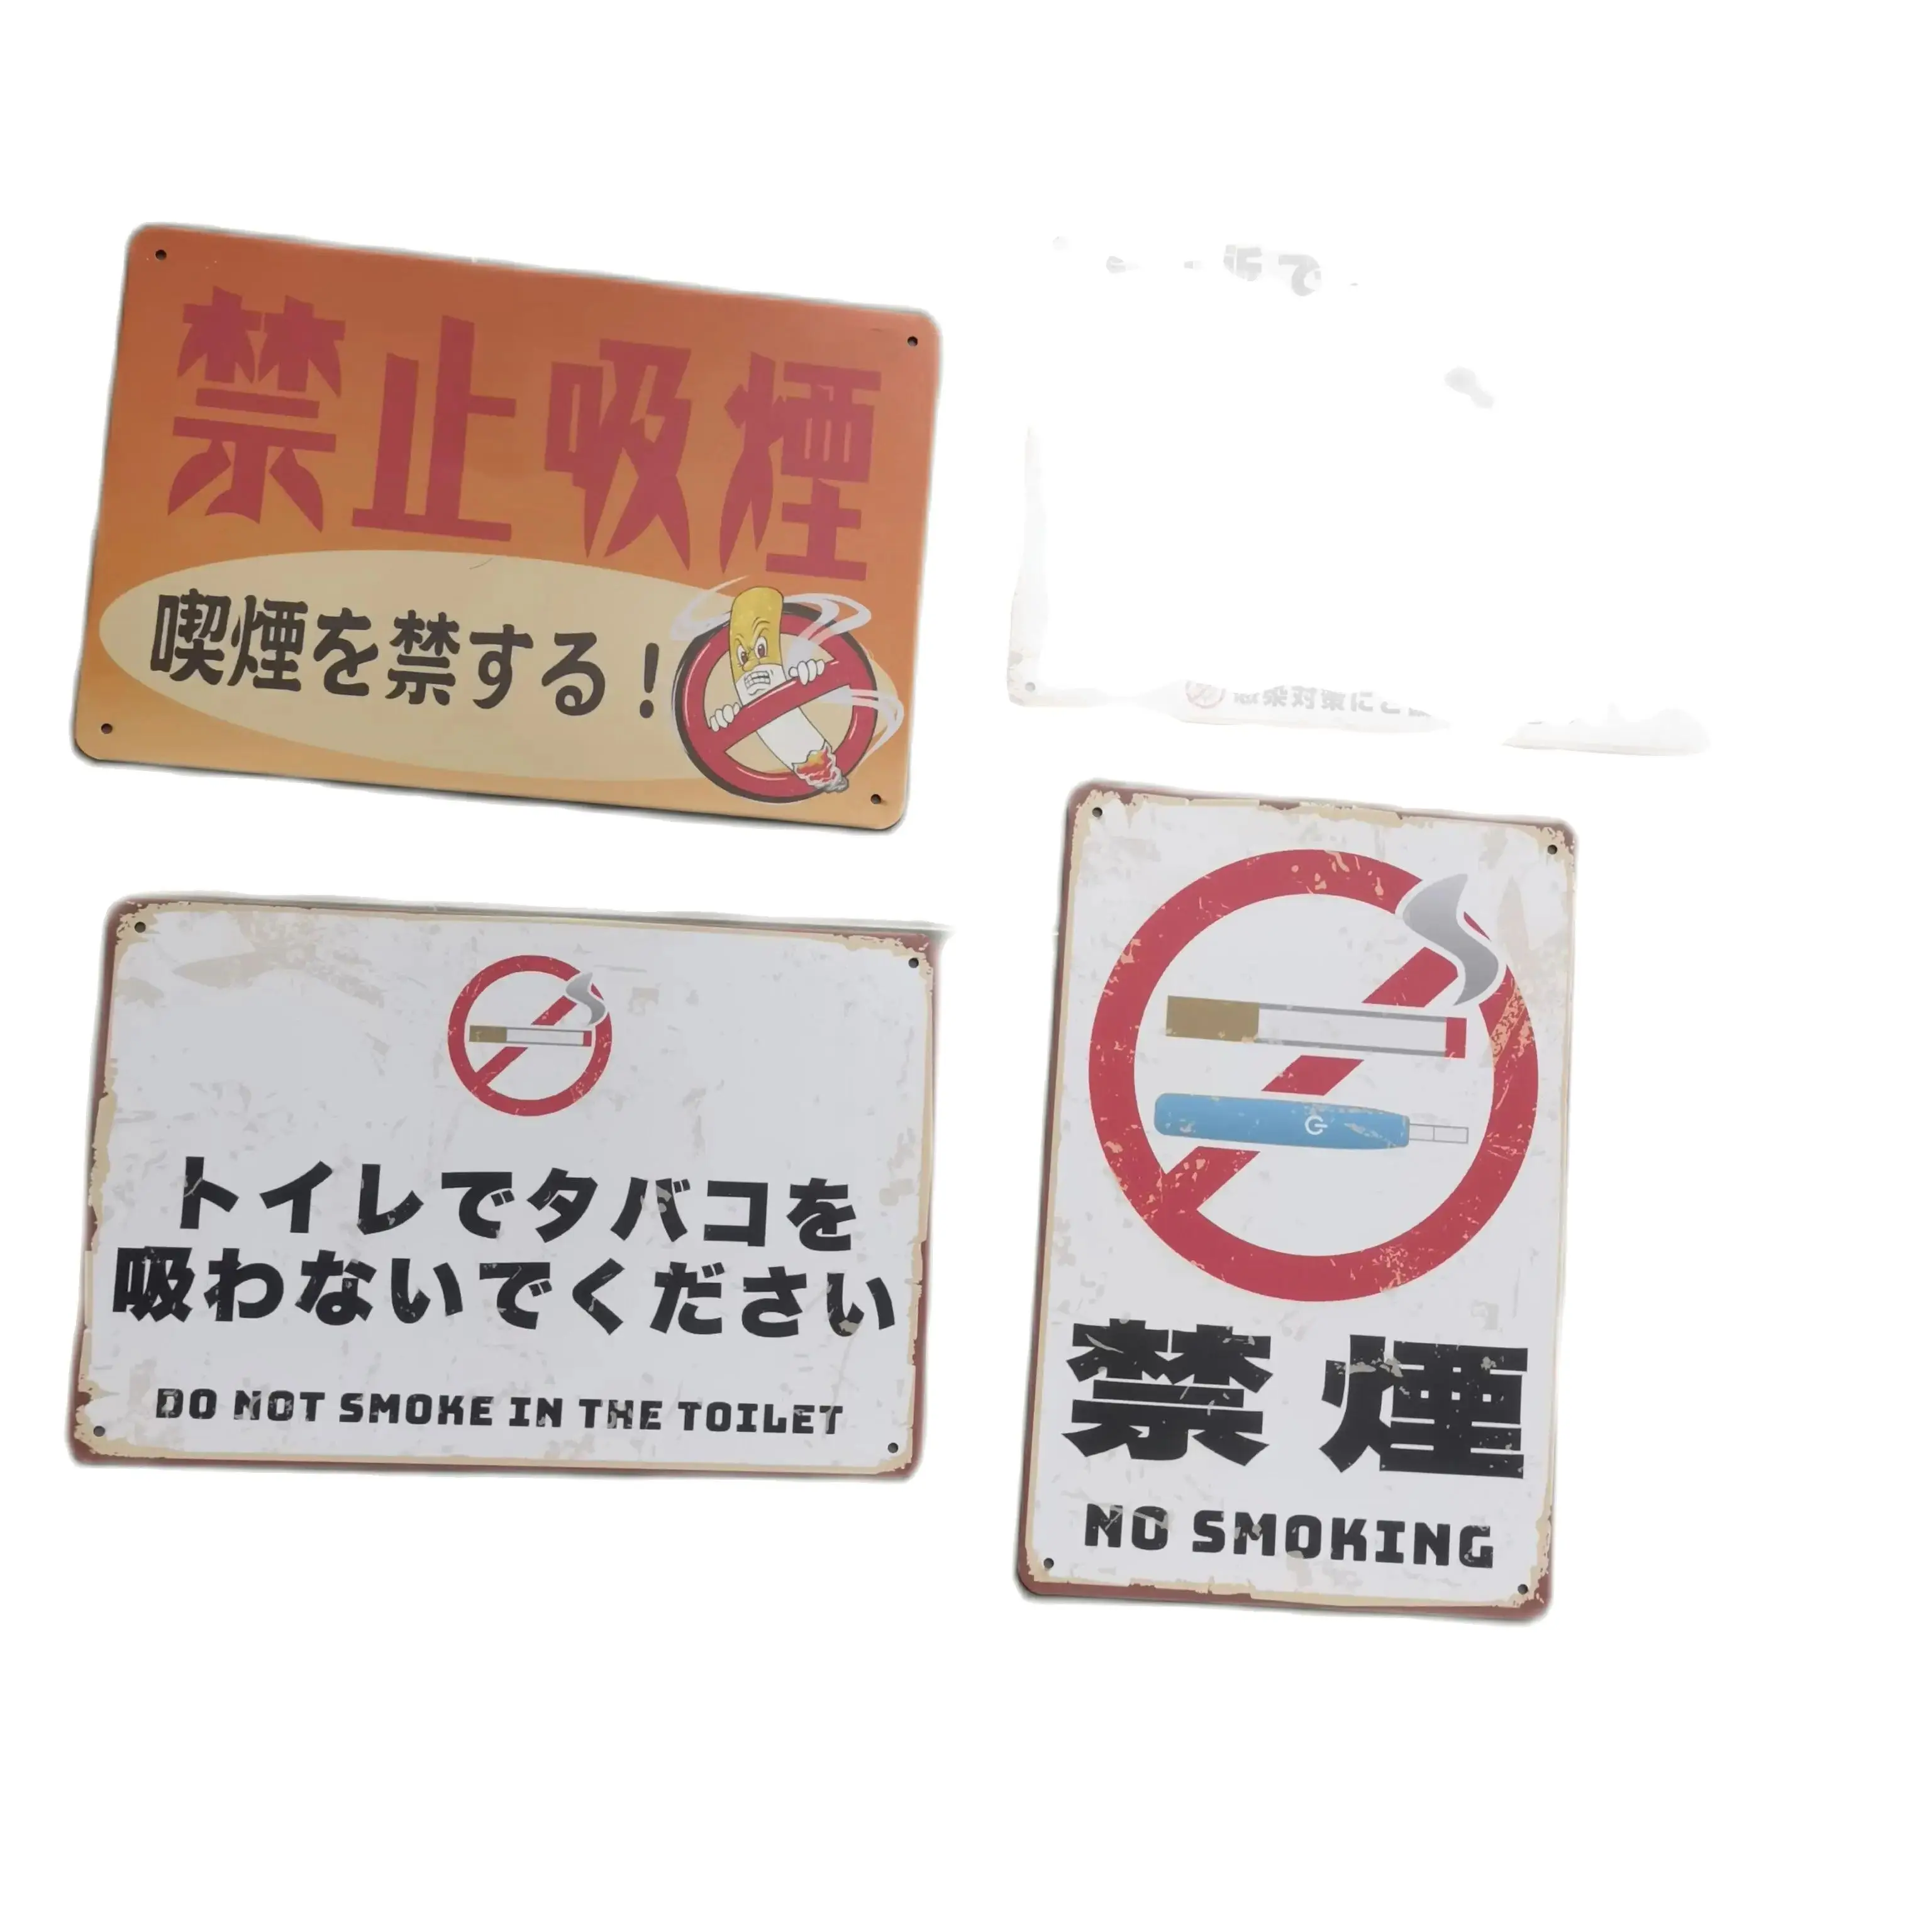 禁止吸煙
喫煙を禁する!
トイレでタバコを
吸わないでください
DO NOT SMOKE IN THE TOILET
禁煙
NO SMOKING